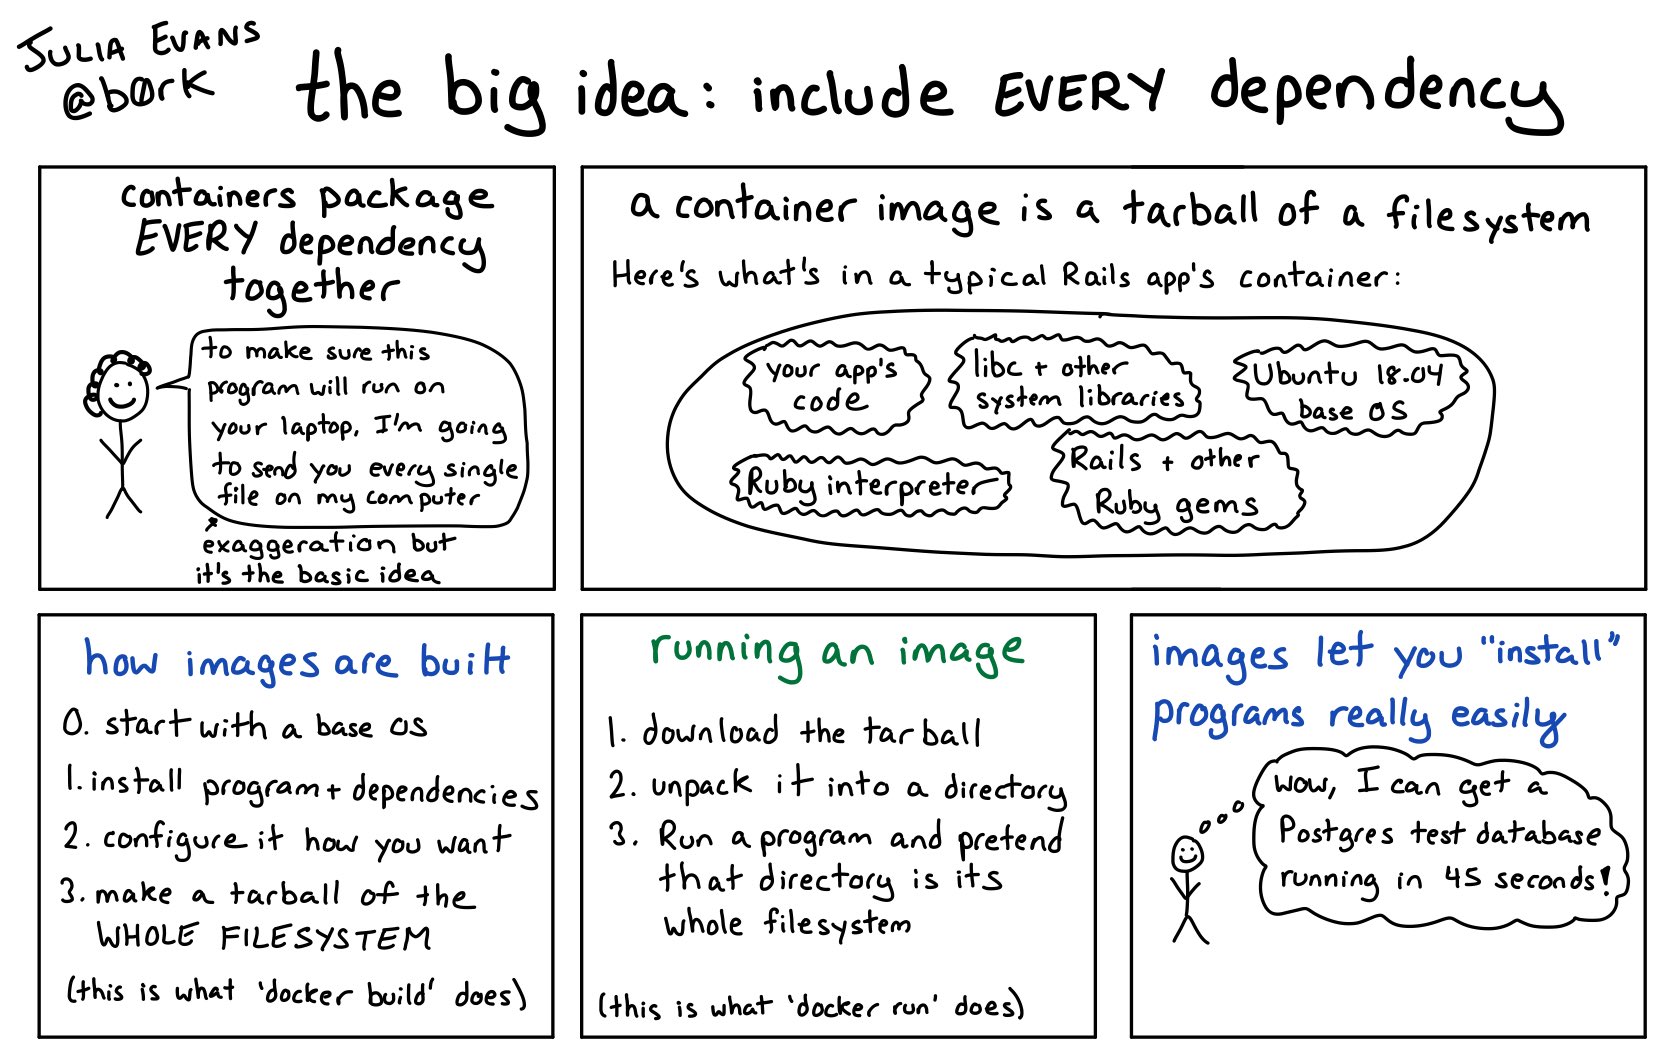 JULIA EVANS
@b0rk
the big idea: include EVERY dependency
containers package
EVERY dependency
together
to make sure this
program will run on
your laptop, I'm going
to send you every single
file on my computer
exaggeration but
it's the basic idea
a container image is a tarball of a filesystem
Here's what's in a typical Rails app's container:
your app's
code
libc + other
system libraries
Ubuntu 18.04
base OS
Ruby interpreter
Rails + other
Ruby gems
how images are built
0. start with a base OS
1. install program + dependencies
2. configure it how you want
3. make a tarball of the
WHOLE FILESYSTEM
(this is what 'docker build' does)
running an image
1. download the tarball
2. unpack it into a directory
3. Run a program and pretend
that directory is its
whole filesystem
(this is what 'docker run' does)
images let you "install"
programs really easily
wow, I can get a
Postgres test database
running in 45 seconds!